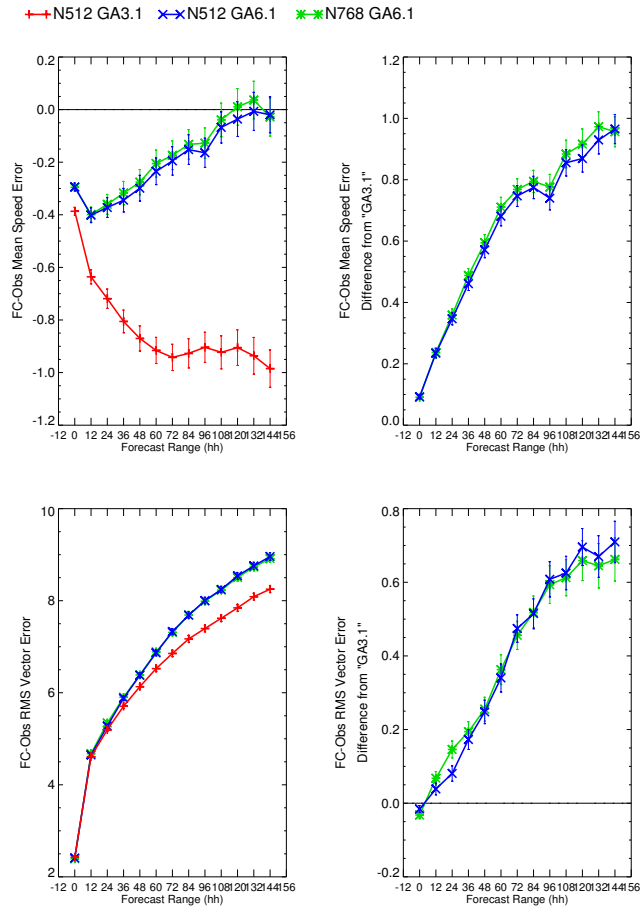 N512 GA3.1 N512 GA6.1 N768 GA6.1
0.2
0.0
-0.2
-0.4
-0.6
-0.8
-1.0
-1.2
FC-Obs Mean Speed Error
-12 0 12 24 36 48 60 72 84 96 108 120 132 144 156
Forecast Range (hh)
1.2
1.0
0.8
0.6
0.4
0.2
0.0
FC-Obs Mean Speed Error
Difference from "GA3.1"
-12 0 12 24 36 48 60 72 84 96 108 120 132 144 156
Forecast Range (hh)
10
8
6
4
2
FC-Obs RMS Vector Error
-12 0 12 24 36 48 60 72 84 96 108 120 132 144 156
Forecast Range (hh)
0.8
0.6
0.4
0.2
0.0
-0.2
FC-Obs RMS Vector Error
Difference from "GA3.1"
-12 0 12 24 36 48 60 72 84 96 108 120 132 144 156
Forecast Range (hh)